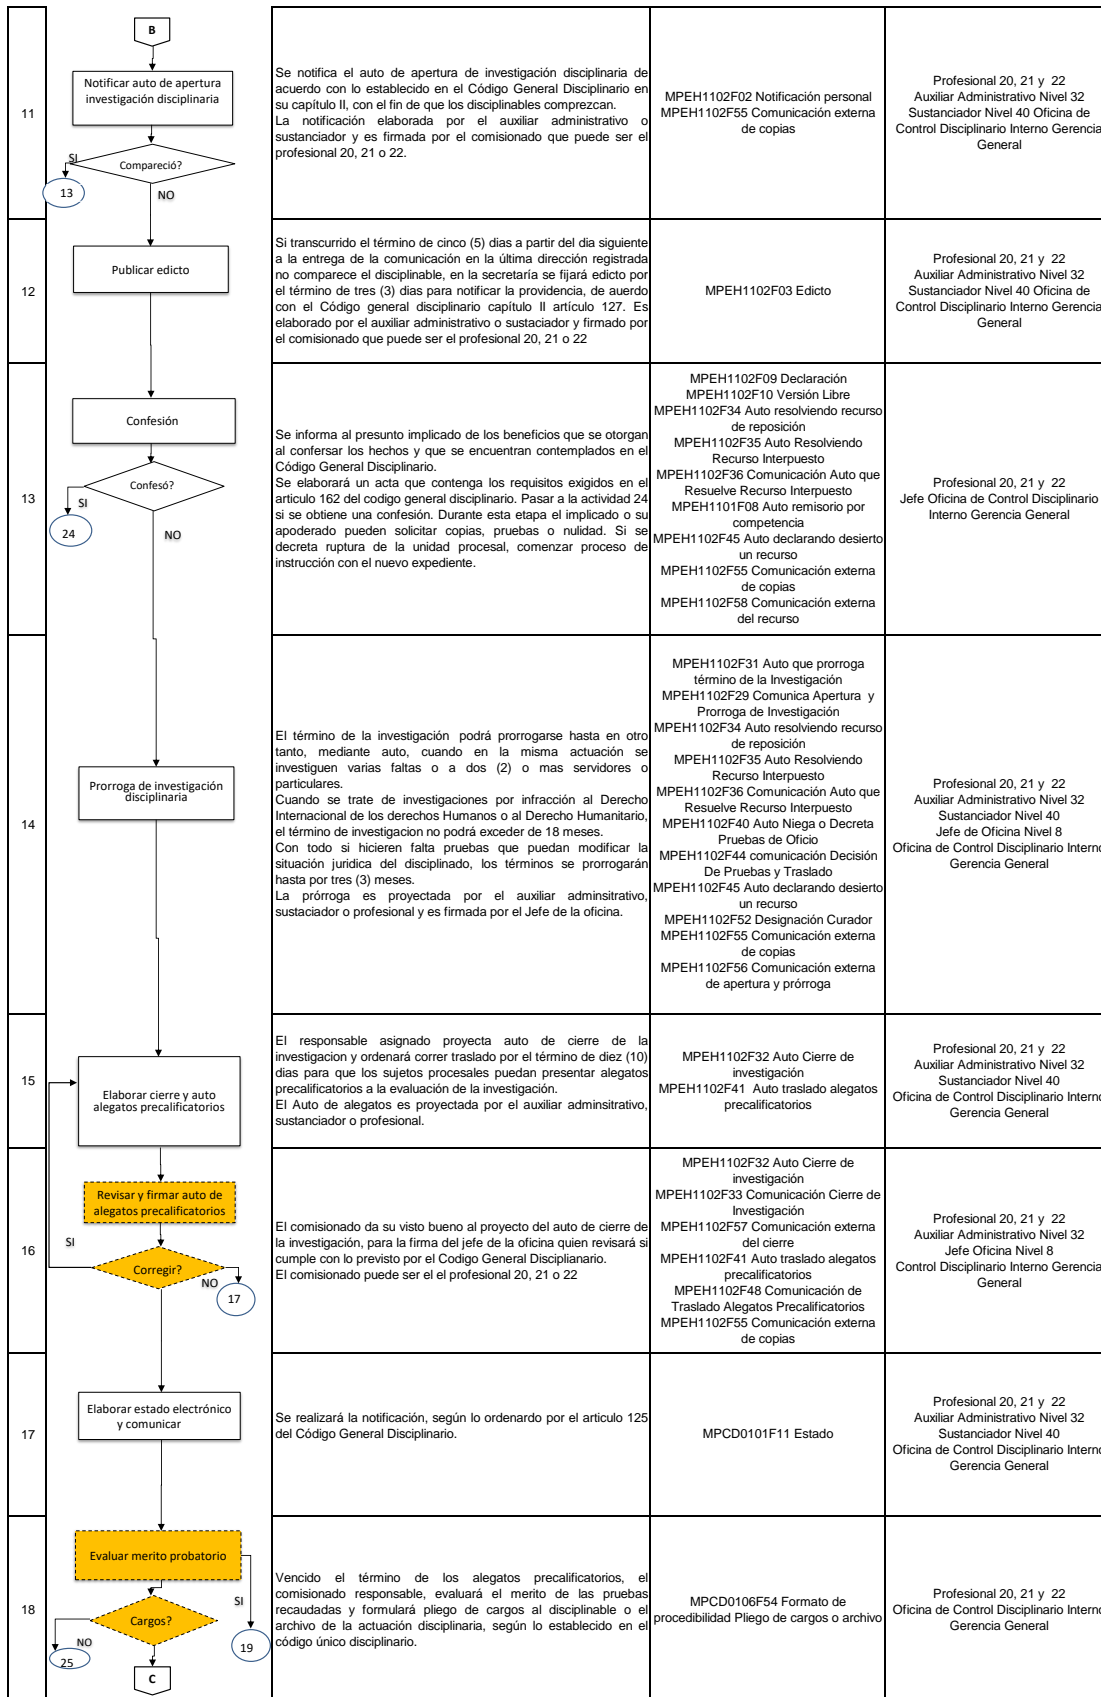 B
11
Notificar auto de apertura
investigación disciplinaria
Compareció?
SI
13
NO
Se notifica el auto de apertura de investigación disciplinaria de
acuerdo con lo establecido en el Código General Disciplinario en
su capítulo II, con el fin de que los disciplinables comprezcan.
La notificación elaborada por el auxiliar administrativo o
sustanciador y es firmada por el comisionado que puede ser el
profesional 20, 21 o 22.
MPEH1102F02 Notificación personal
MPEH1102F55 Comunicación externa
de copias
Profesional 20, 21 y 22
Auxiliar Administrativo Nivel 32
Sustanciador Nivel 40 Oficina de
Control Disciplinario Interno Gerencia
General
12
Publicar edicto
Si transcurrido el término de cinco (5) dias a partir del dia siguiente
a la entrega de la comunicación en la última dirección registrada
no comparece el disciplinable, en la secretaría se fijará edicto por
el término de tres (3) dias para notificar la providencia, de auerdo
con el Código general disciplinario capítulo II artículo 127. Es
elaborado por el auxiliar administrativo o sustaciador y firmado por
el comisionado que puede ser el profesional 20, 21 o 22
MPEH1102F03 Edicto
Profesional 20, 21 y 22
Auxiliar Administrativo Nivel 32
Sustanciador Nivel 40 Oficina de
Control Disciplinario Interno Gerencia
General
13
Confesión
Confesó?
SI
24
NO
Se informa al presunto implicado de los beneficios que se otorgan
al confersar los hechos y que se encuentran contemplados en el
Código General Disciplinario.
Se elaborará un acta que contenga los requisitos exigidos en el
articulo 162 del codigo general disciplinario. Pasar a la actividad 24
si se obtiene una confesión. Durante esta etapa el implicado o su
apoderado pueden solicitar copias, pruebas o nulidad. Si se
decreta ruptura de la unidad procesal, comenzar proceso de
instrucción con el nuevo expediente.
MPEH1102F09 Declaración
MPEH1102F10 Versión Libre
MPEH1102F34 Auto resolviendo recurso
de reposición
MPEH1102F35 Auto Resolviendo
Recurso Interpuesto
MPEH1102F36 Comunicación Auto que
Resuelve Recurso Interpuesto
MPEH1101F08 Auto remisorio por
competencia
MPEH1102F45 Auto declarando desierto
un recurso
MPEH1102F55 Comunicación externa
de copias
MPEH1102F58 Comunicación externa
del recurso
Profesional 20, 21 y 22
Jefe Oficina de Control Disciplinario
Interno Gerencia General
14
Prorroga de investigación
disciplinaria
El término de la investigación podrá prorrogarse hasta en otro
tanto, mediante auto, cuando en la misma actuación se
investiguen varias faltas o a dos (2) o mas servidores o
particulares.
Cuando se trate de investigaciones por infracción al Derecho
Internacional de los derechos Humanos o al Derecho Humanitario,
el término de investigacion no podrá exceder de 18 meses.
Con todo si hicieren falta pruebas que puedan modificar la
situación juridica del disciplinado, los términos se prorrogarán
hasta por tres (3) meses.
La prórroga es proyectada por el auxiliar adminsitrativo,
sustaciador o profesional y es firmada por el Jefe de la oficina.
MPEH1102F31 Auto que prorroga
término de la Investigación
MPEH1102F29 Comunica Apertura y
Prorroga de Investigación
MPEH1102F34 Auto resolviendo recurso
de reposición
MPEH1102F35 Auto Resolviendo
Recurso Interpuesto
MPEH1102F36 Comunicación Auto que
Resuelve Recurso Interpuesto
MPEH1102F40 Auto Niega o Decreta
Pruebas de Oficio
MPEH1102F44 comunicación Decisión
De Pruebas y Traslado
MPEH1102F45 Auto declarando desierto
un recurso
MPEH1102F52 Designación Curador
MPEH1102F55 Comunicación externa
de copias
MPEH1102F56 Comunicación externa
de apertura y prórroga
Profesional 20, 21 y 22
Auxiliar Administrativo Nivel 32
Sustanciador Nivel 40
Jefe de Oficina Nivel 8
Oficina de Control Disciplinario Interno
Gerencia General
15
Elaborar cierre y auto
alegatos precalificatorios
El responsable asignado proyecta auto de cierre de la
investigacion y ordenará correr traslado por el término de diez (10)
dias para que los sujetos procesales puedan presentar alegatos
precalificatorios a la evaluación de la investigación.
El Auto de alegatos es proyectada por el auxiliar adminsitrativo,
sustanciador o profesional.
MPEH1102F32 Auto Cierre de
investigación
MPEH1102F41 Auto traslado alegatos
precalificatorios
Profesional 20, 21 y 22
Auxiliar Administrativo Nivel 32
Sustanciador Nivel 40
Oficina de Control Disciplinario Interno
Gerencia General
16
Revisar y firmar auto de
alegatos precalificatorios
SI
Corregir?
NO
17
El comisionado da su visto bueno al proyecto del auto de cierre de
la investigación, para la firma del jefe de la oficina quien revisará si
cumple con lo previsto por el Codigo General Discipliananario.
El comisionado puede ser el el profesional 20, 21 o 22
MPEH1102F32 Auto Cierre de
investigación
MPEH1102F33 Comunicación Cierre de
Investigación
MPEH1102F57 Comunicación externa
del cierre
MPEH1102F41 Auto traslado alegatos
precalificatorios
MPEH1102F48 Comunicación de
Traslado Alegatos Precalificatorios
MPEH1102F55 Comunicación externa
de copias
Profesional 20, 21 y 22
Auxiliar Administrativo Nivel 32
Jefe Oficina Nivel 8
Control Disciplinario Interno Gerencia
General
17
Elaborar estado electrónico
y comunicar
Se realizará la notificación, según lo ordenardo por el articulo 125
del Código General Disciplinario.
MPCD0101F11 Estado
Profesional 20, 21 y 22
Auxiliar Administrativo Nivel 32
Sustanciador Nivel 40
Oficina de Control Disciplinario Interno
Gerencia General
18
Evaluar merito probatorio
Cargos?
SI
19
NO
25
C
Vencido el término de los alegatos precalificatorios, el
comisionado responsable, evaluará el merito de las pruebas
recaudadas y formulará pliego de cargos al disciplinable o el
archivo de la actuación disciplinaria, según lo establecido en el
código único disciplinario.
MPCD0106F54 Formato de
procedibilidad Pliego de cargos o archivo
Profesional 20, 21 y 22
Oficina de Control Disciplinario Interno
Gerencia General